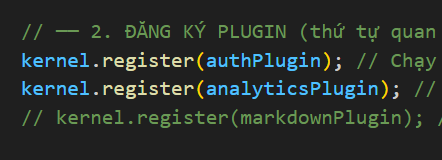 // ── 2. ĐĂNG KÝ PLUGIN (thứ tự quan
kernel.register(authPlugin); // Chạy
kernel.register(analyticsPlugin); //
// kernel.register(markdownPlugin); /